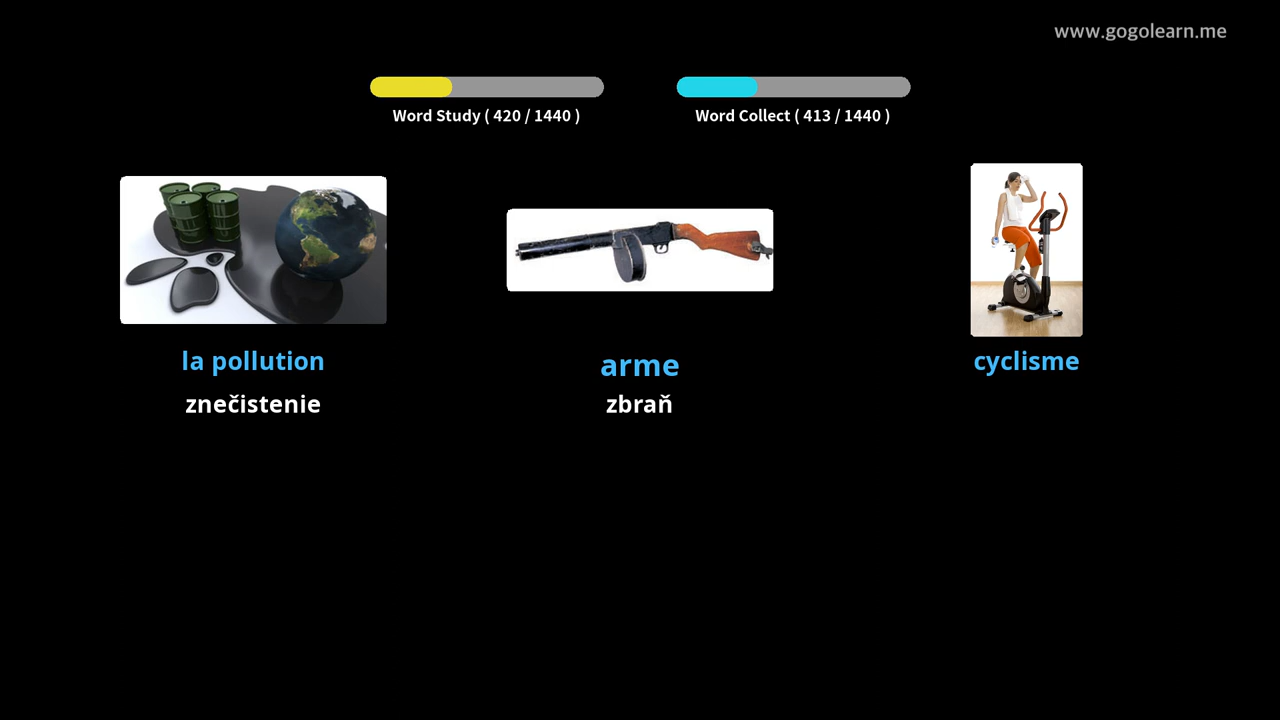 www.gogolearn.me
Word Study ( 420 / 1440 )
Word Collect ( 413 / 1440 )
la pollution
arme
cyclisme
znečistenie
zbraň